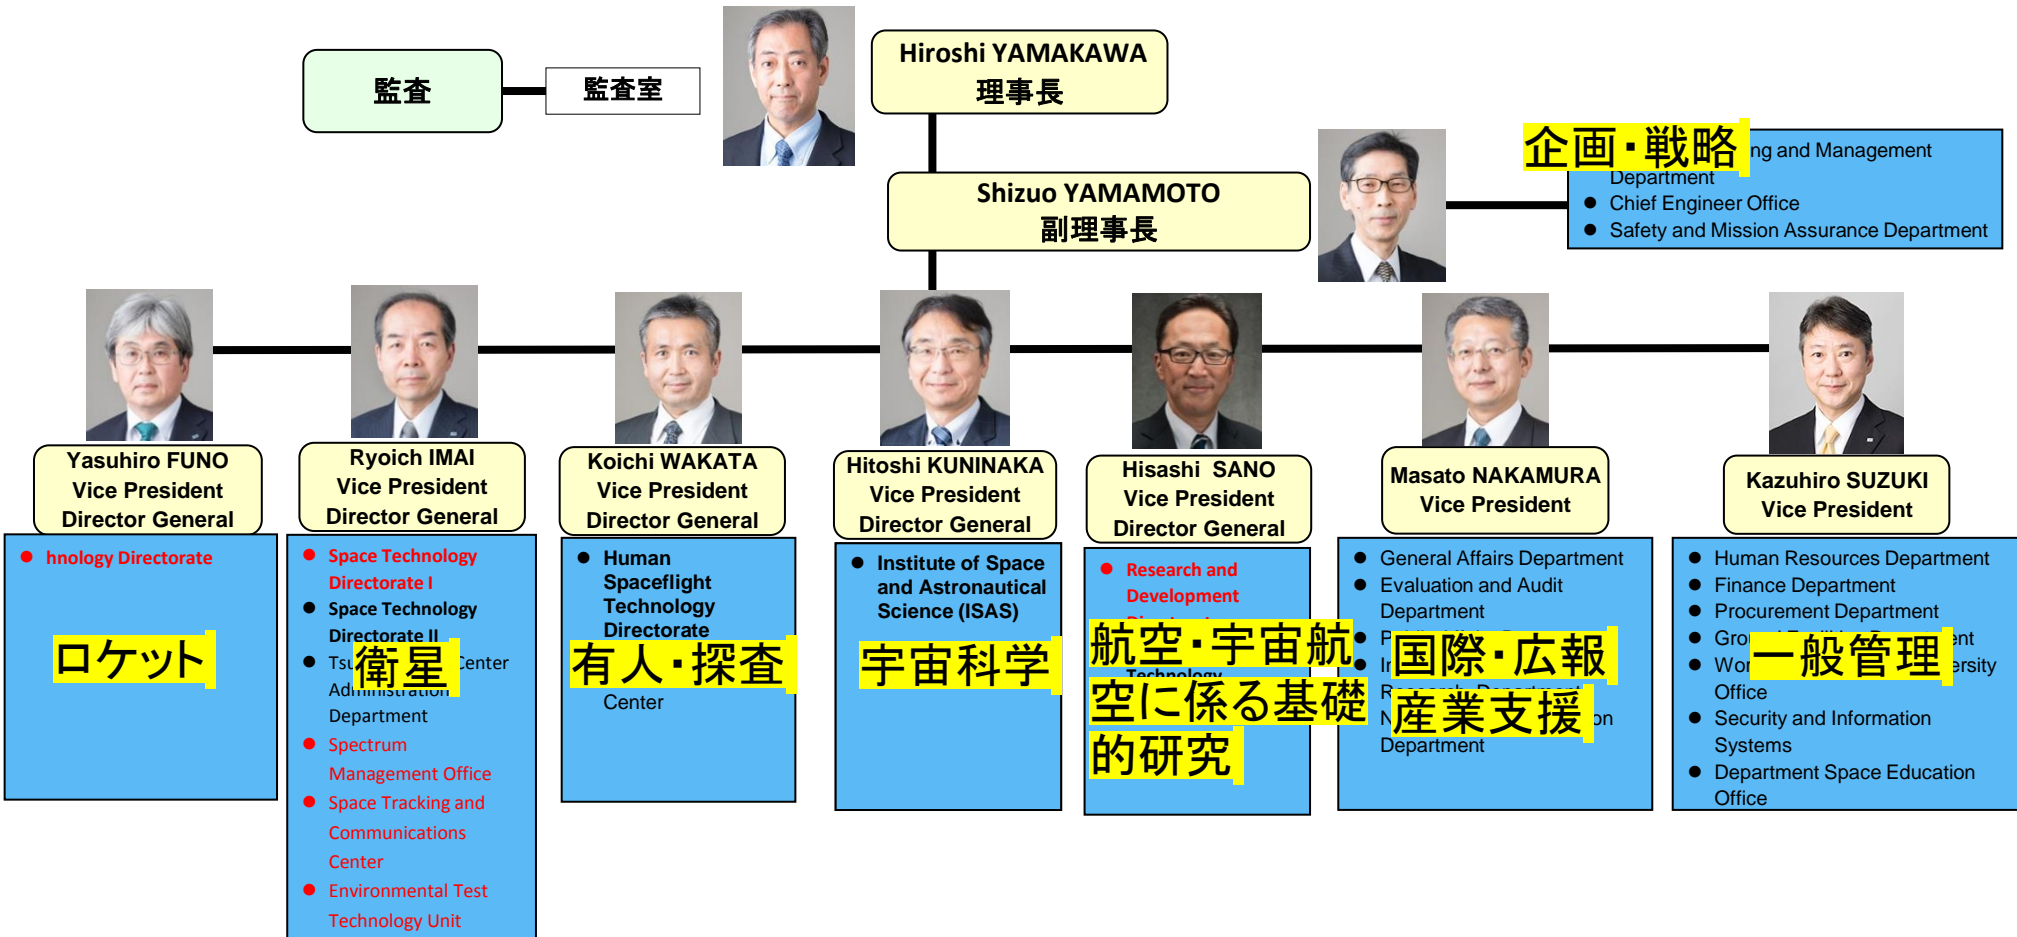 監査
監査室
Hiroshi YAMAKAWA
理事長
Shizuo YAMAMOTO
副理事長
企画・戦略
ng and Management
Department
● Chief Engineer Office
● Safety and Mission Assurance Department
Yasuhiro FUNO
Vice President
Director General
● hnology Directorate
ロケット
Ryoich IMAI
Vice President
Director General
● Space Technology
Directorate I
● Space Technology
Directorate II
● Tsu Center
衛星
Administration
Department
● Spectrum
Management Office
● Space Tracking and
Communications
Center
● Environmental Test
Technology Unit
Koichi WAKATA
Vice President
Director General
● Human
Spaceflight
Technology
Directorate
有人・探査
Center
Hitoshi KUNINAKA
Vice President
Director General
● Institute of Space
and Astronautical
Science (ISAS)
宇宙科学
Hisashi SANO
Vice President
Director General
● Research and
Development
航空・宇宙航
Technology
空に係る基礎
的研究
Masato NAKAMURA
Vice President
● General Affairs Department
● Evaluation and Audit
Department
国際・広報
産業支援
Department
Kazuhiro SUZUKI
Vice President
● Human Resources Department
● Finance Department
● Procurement Department
一般管理
Office
● Security and Information
Systems
● Department Space Education
Office